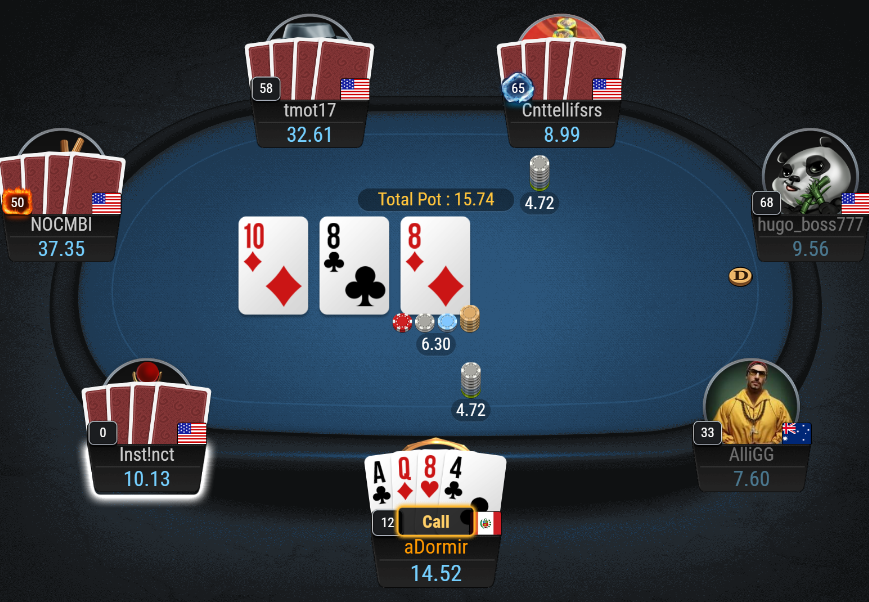 58
tmot17
32.61
65
Cnttellifsrs
8.99
50
NOCMBI
37.35
68
hugo_boss777
9.56
Total Pot : 15.74
4.72
10
8
8
D
6.30
4.72
0
Inst!nct
10.13
33
AlliGG
7.60
A
Q
8
4
12
Call
aDormir
14.52